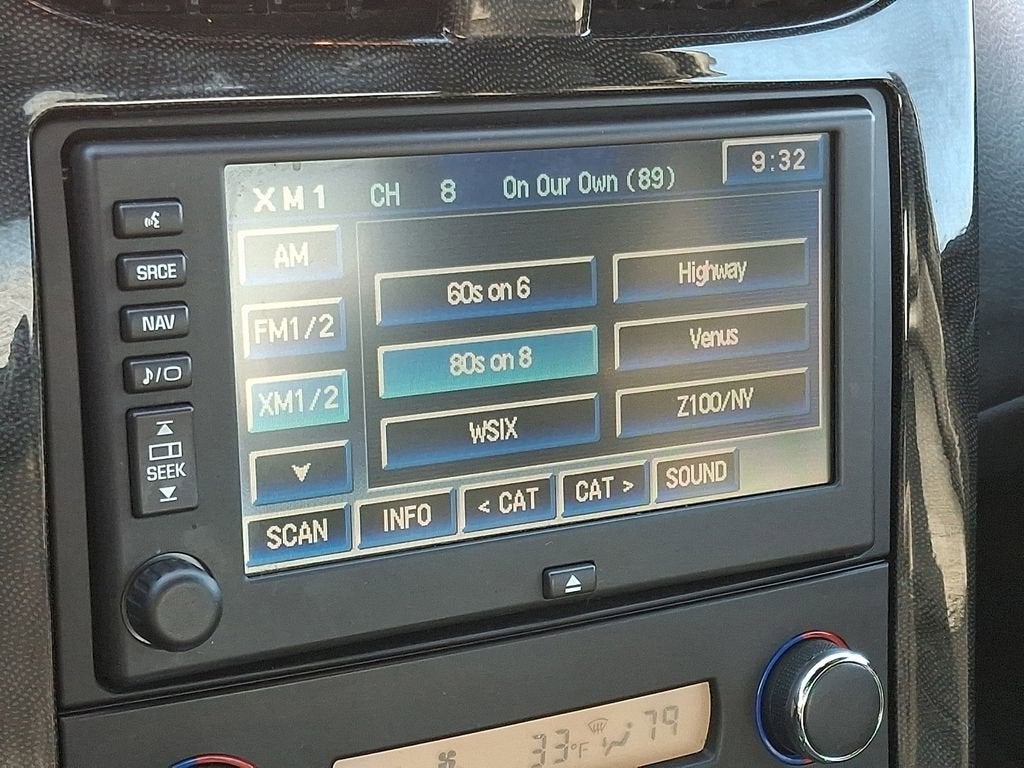 XM1 CH 8 On Our Own (89) 9:32
SRCE
NAV
SEEK
AM
FM1/2
XM1/2
60s on 6
80s on 8
WSIX
Highway
Venus
Z100/NY
SCAN INFO < CAT CAT > SOUND
33°F 79